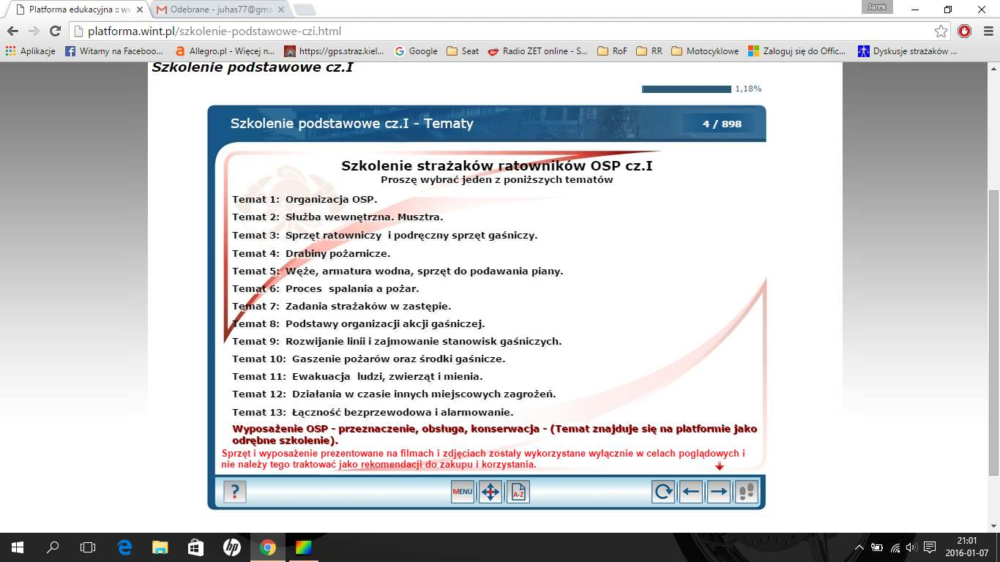 Platforma edukacyjna :: wv
Odebrane - juhas77@gma
Jarek
platforma.wint.pl/szkolenie-podstawowe-czi.html
Aplikacje
Witamy na Faceboo...
Allegro.pl - Więcej n...
https://gps.straz.kiel...
Google
Seat
Radio ZET online - S...
RoF
RR
Motocyklowe
Zaloguj się do Offic...
Dyskusje strażaków ...
Szkolenie podstawowe cz.I
1,18%
Szkolenie podstawowe cz.I - Tematy
4 / 898
Szkolenie strażaków ratowników OSP cz.I
Proszę wybrać jeden z poniższych tematów
Temat 1: Organizacja OSP.
Temat 2: Służba wewnętrzna. Musztra.
Temat 3: Sprzęt ratowniczy i podręczny sprzęt gaśniczy.
Temat 4: Drabiny pożarnicze.
Temat 5: Węże, armatura wodna, sprzęt do podawania piany.
Temat 6: Proces spalania a pożar.
Temat 7: Zadania strażaków w zastępie.
Temat 8: Podstawy organizacji akcji gaśniczej.
Temat 9: Rozwijanie linii i zajmowanie stanowisk gaśniczych.
Temat 10: Gaszenie pożarów oraz środki gaśnicze.
Temat 11: Ewakuacja ludzi, zwierząt i mienia.
Temat 12: Działania w czasie innych miejscowych zagrożeń.
Temat 13: Łączność bezprzewodowa i alarmowanie.
Wyposażenie OSP - przeznaczenie, obsługa, konserwacja - (Temat znajduje się na platformie jako
odrębne szkolenie).
Sprzęt i wyposażenie prezentowane na filmach i zdjęciach zostały wykorzystane wyłącznie w celach poglądowych i
nie należy tego traktować jako rekomendacji do zakupu i korzystania.
?
MENU
A-Z
hp
21:01
2016-01-07